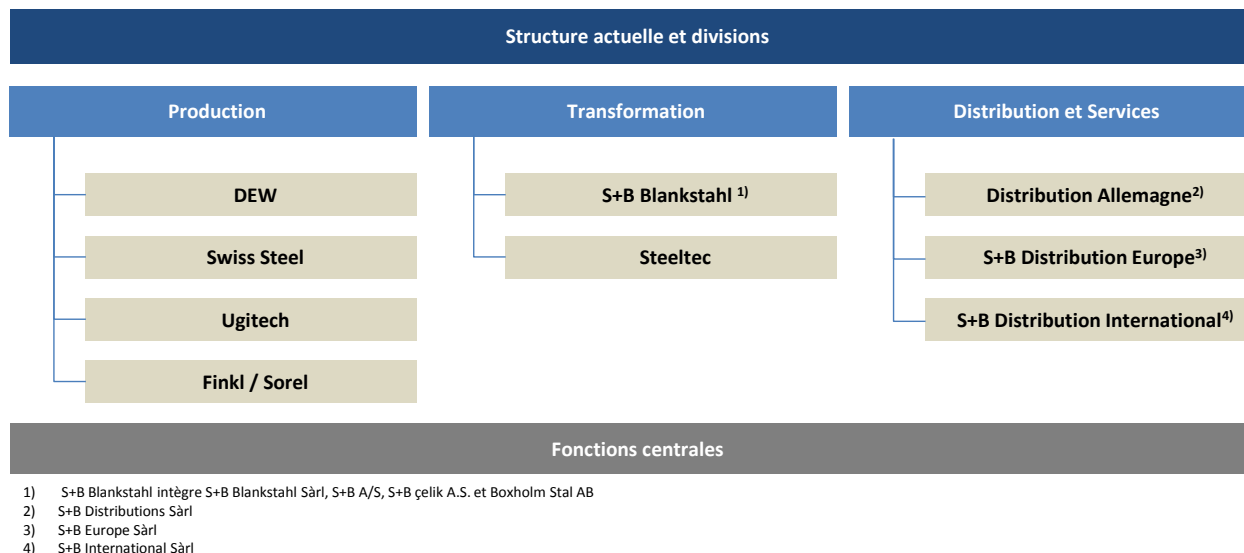 Structure actuelle et divisions
Production
Transformation
Distribution et Services
DEW
S+B Blankstahl 1)
Distribution Allemagne2)
Swiss Steel
Steeltec
S+B Distribution Europe3)
Ugitech
S+B Distribution International4)
Finkl / Sorel
Fonctions centrales
1) S+B Blankstahl intègre S+B Blankstahl Sàrl, S+B A/S, S+B çelik A.S. et Boxholm Stal AB
2) S+B Distributions Sàrl
3) S+B Europe Sàrl
4) S+B International Sàrl